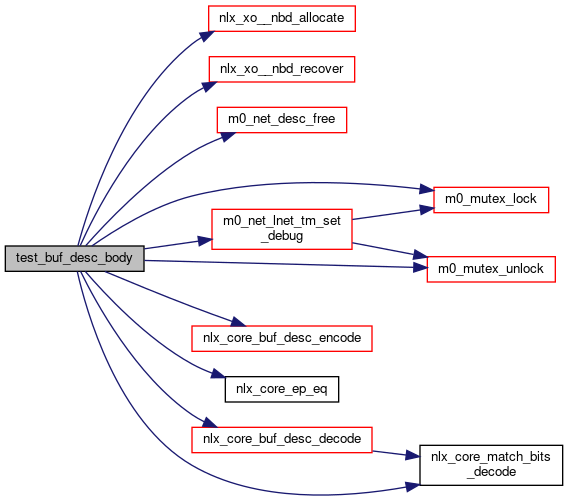 nlx_xo__nbd_allocate
nlx_xo__nbd_recover
m0_net_desc_free
m0_mutex_lock
m0_net_lnet_tm_set
_debug
test_buf_desc_body
m0_mutex_unlock
nlx_core_buf_desc_encode
nlx_core_ep_eq
nlx_core_buf_desc_decode
nlx_core_match_bits
_decode